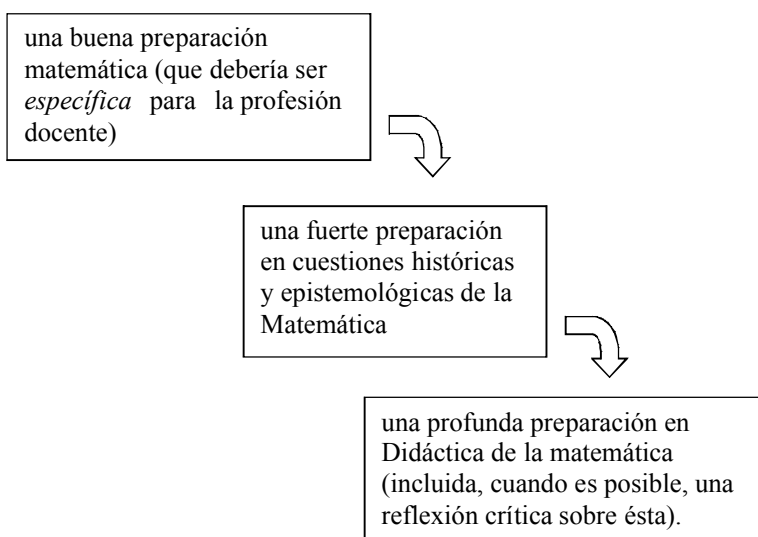 una buena preparación
matemática (que debería ser
específica para la profesión
docente)
una fuerte preparación
en cuestiones históricas
y epistemológicas de la
Matemática
una profunda preparación en
Didáctica de la matemática
(incluida, cuando es posible, una
reflexión crítica sobre ésta).